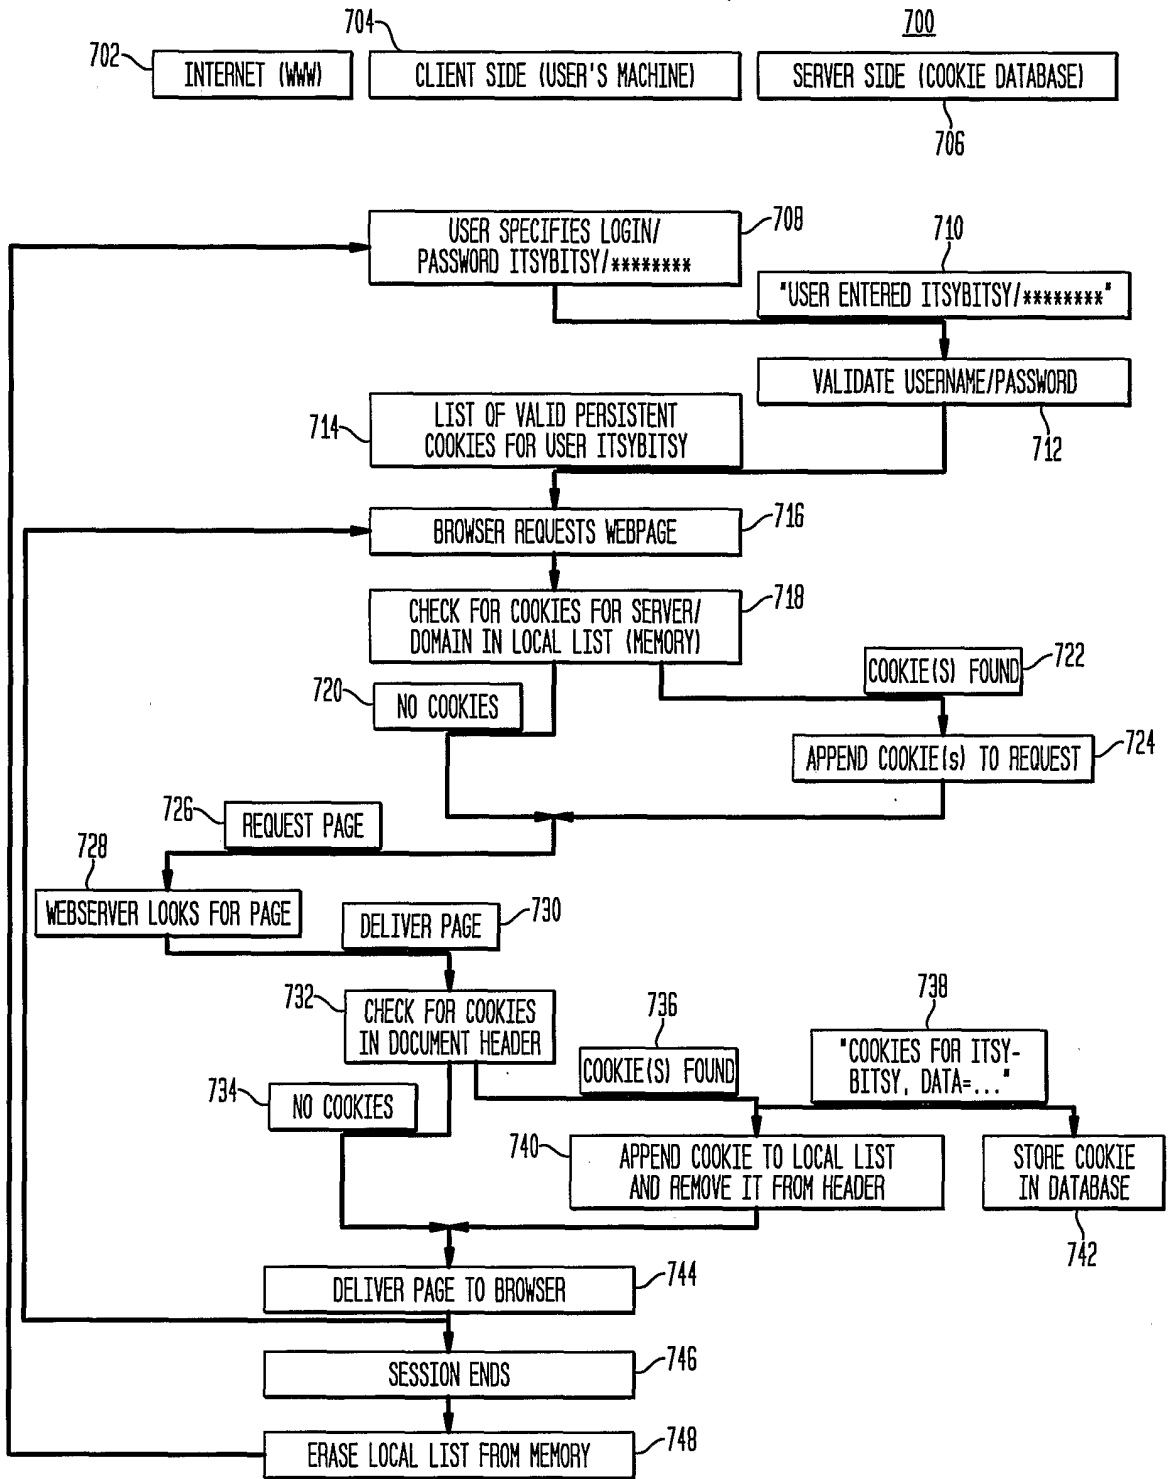 700
704
702
INTERNET (WWW)
CLIENT SIDE (USER'S MACHINE)
SERVER SIDE (COOKIE DATABASE)
706
708
USER SPECIFIES LOGIN/
PASSWORD ITSYBITSY/********
710
"USER ENTERED ITSYBITSY/********"
VALIDATE USERNAME/PASSWORD
712
714
LIST OF VALID PERSISTENT
COOKIES FOR USER ITSYBITSY
BROWSER REQUESTS WEBPAGE
716
CHECK FOR COOKIES FOR SERVER/
DOMAIN IN LOCAL LIST (MEMORY)
718
720
NO COOKIES
COOKIE(S) FOUND
722
APPEND COOKIE(s) TO REQUEST
724
726
REQUEST PAGE
728
WEBSERVER LOOKS FOR PAGE
DELIVER PAGE
730
732
CHECK FOR COOKIES
IN DOCUMENT HEADER
734
NO COOKIES
736
COOKIE(S) FOUND
738
"COOKIES FOR ITSY-
BITSY, DATA=..."
740
APPEND COOKIE TO LOCAL LIST
AND REMOVE IT FROM HEADER
STORE COOKIE
IN DATABASE
742
DELIVER PAGE TO BROWSER
744
SESSION ENDS
746
ERASE LOCAL LIST FROM MEMORY
748